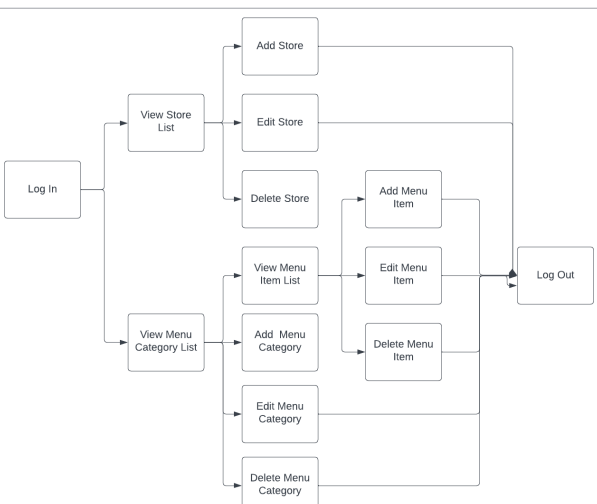 Add Store
View Store
List
Edit Store
Log In
Delete Store
Add Menu
Item
View Menu
Item List
Edit Menu
Item
Log Out
View Menu
Category List
Add Menu
Category
Delete Menu
Item
Edit Menu
Category
Delete Menu
Category